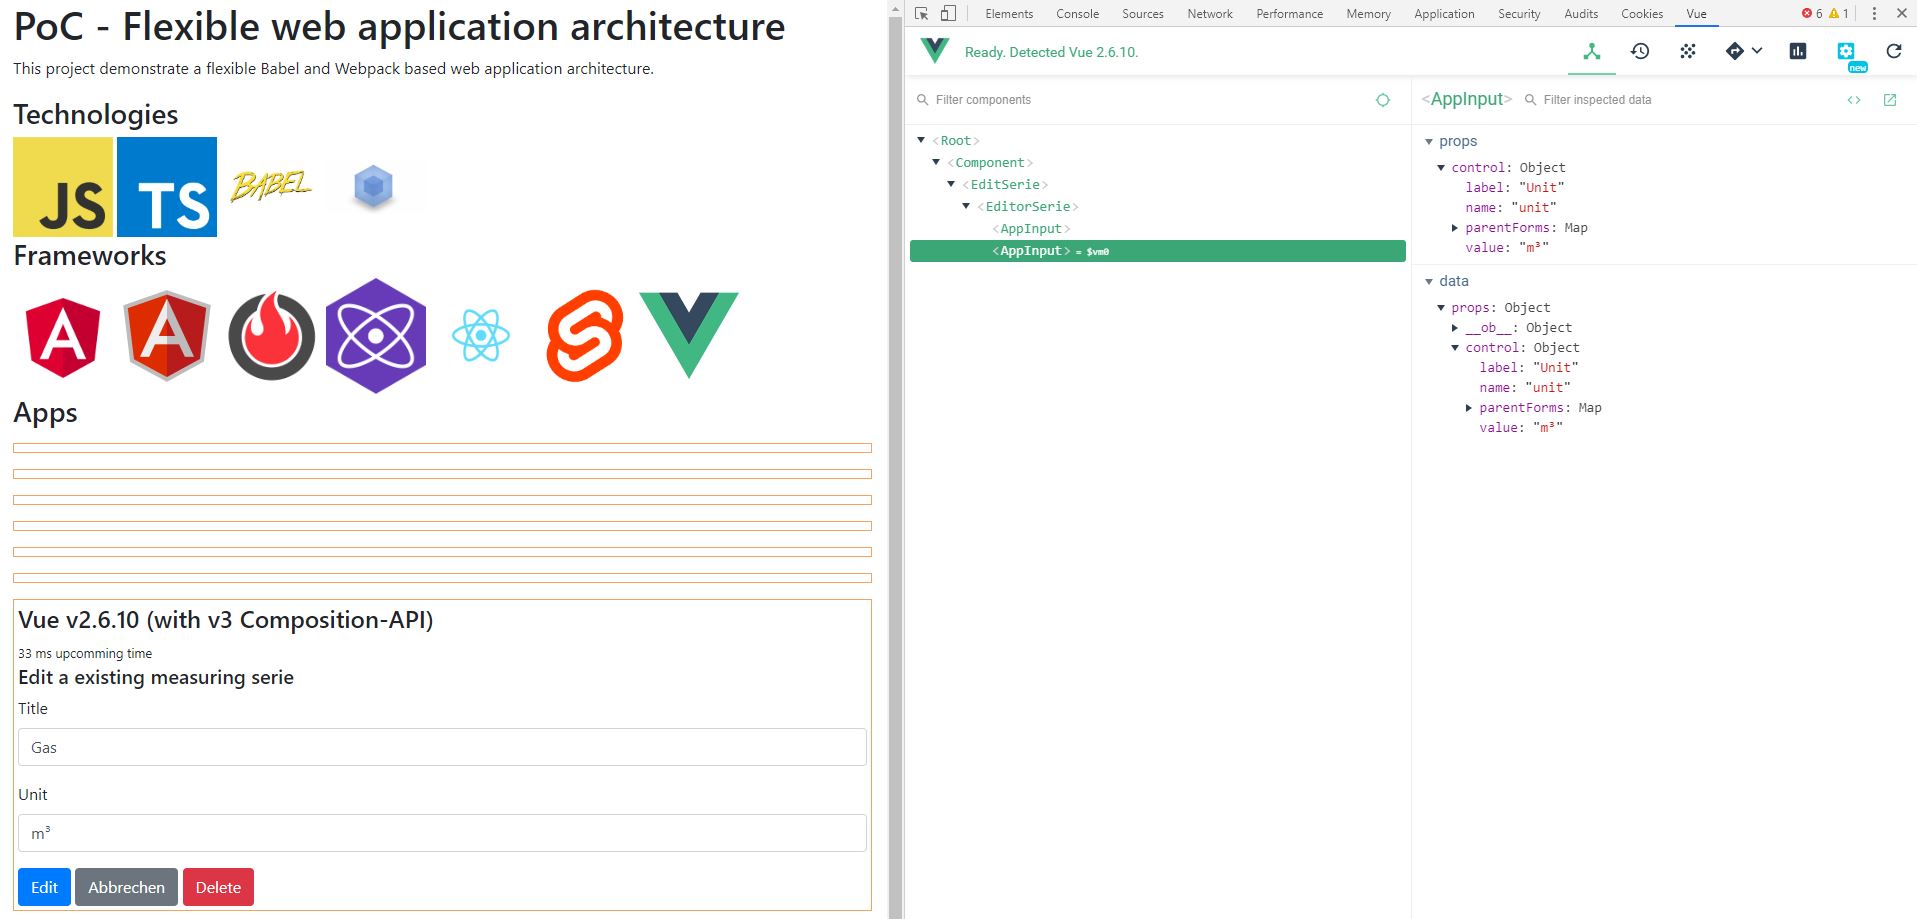 PoC - Flexible web application architecture
This project demonstrate a flexible Babel and Webpack based web application architecture.
Technologies
JS TS BABEL
Frameworks
A A
Apps
Vue v2.6.10 (with v3 Composition-API)
33 ms upcomming time
Edit a existing measuring serie
Title
Gas
Unit
m³
Edit Abbrechen Delete
Elements Console Sources Network Performance Memory Application Security Audits Cookies Vue 6 1
Ready. Detected Vue 2.6.10.
new
Filter components
<Root>
<Component>
<EditSerie>
<EditorSerie>
<AppInput>
<AppInput> = $vm0
<AppInput> Filter inspected data
props
control: Object
label: "Unit"
name: "unit"
parentForms: Map
value: "m³"
data
props: Object
__ob__: Object
control: Object
label: "Unit"
name: "unit"
parentForms: Map
value: "m³"